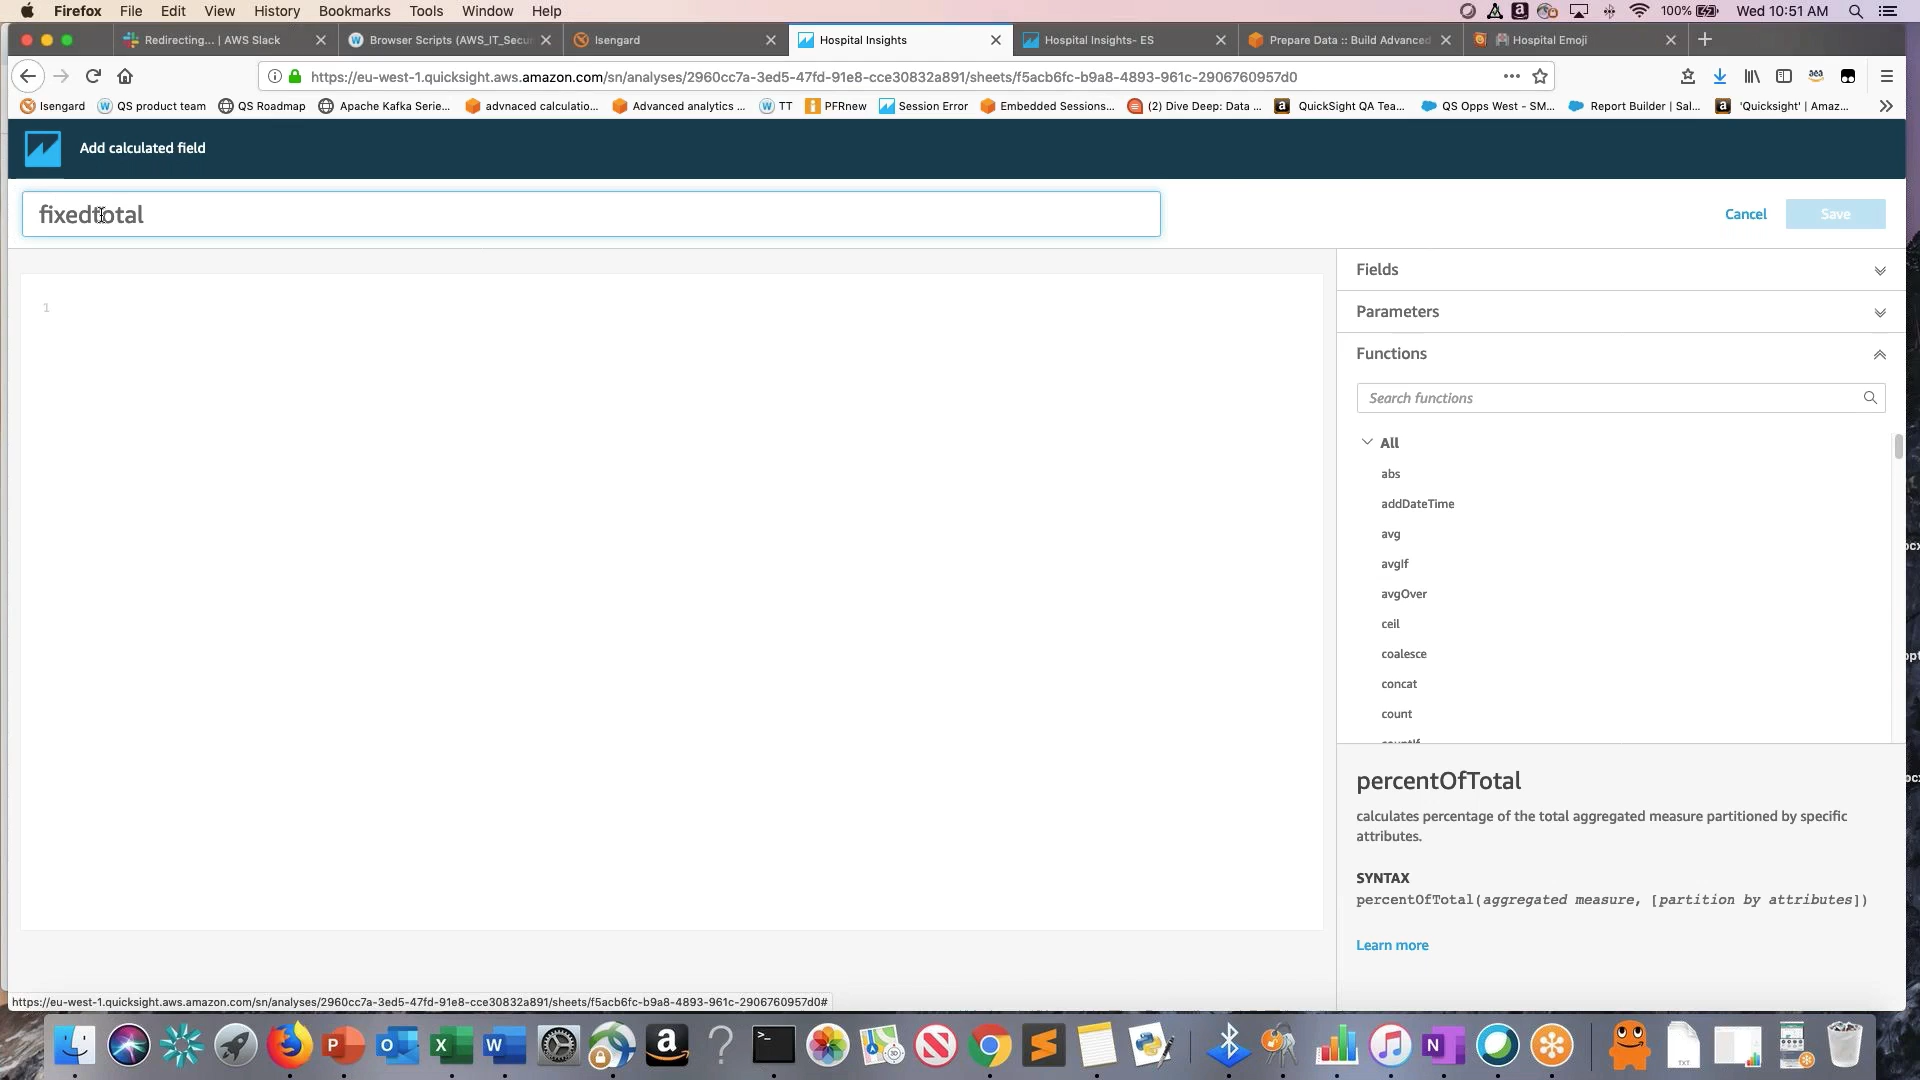 Firefox File Edit View History Bookmarks Tools Window Help 100% Wed 10:51 AM
Redirecting... | AWS Slack Browser Scripts (AWS_IT_Secur Isengard Hospital Insights Hospital Insights- ES Prepare Data :: Build Advanced Hospital Emoji
https://eu-west-1.quicksight.aws.amazon.com/sn/analyses/2960cc7a-3ed5-47fd-91e8-cce30832a891/sheets/f5acb6fc-b9a8-4893-961c-2906760957d0
Isengard QS product team QS Roadmap Apache Kafka Serie... advnaced calculatio... Advanced analytics ... TT PFRnew Session Error Embedded Sessions... (2) Dive Deep: Data ... QuickSight QA Tea... QS Opps West - SM... Report Builder | Sal... 'Quicksight' | Amaz...
Add calculated field
fixedtotal
Cancel Save
Fields
1
Parameters
Functions
Search functions
All
abs
addDateTime
avg
avgIf
avgOver
ceil
coalesce
concat
count
countIf
percentOfTotal
calculates percentage of the total aggregated measure partitioned by specific
attributes.
SYNTAX
percentOfTotal(aggregated measure, [partition by attributes])
Learn more
https://eu-west-1.quicksight.aws.amazon.com/sn/analyses/2960cc7a-3ed5-47fd-91e8-cce30832a891/sheets/f5acb6fc-b9a8-4893-961c-2906760957d0#